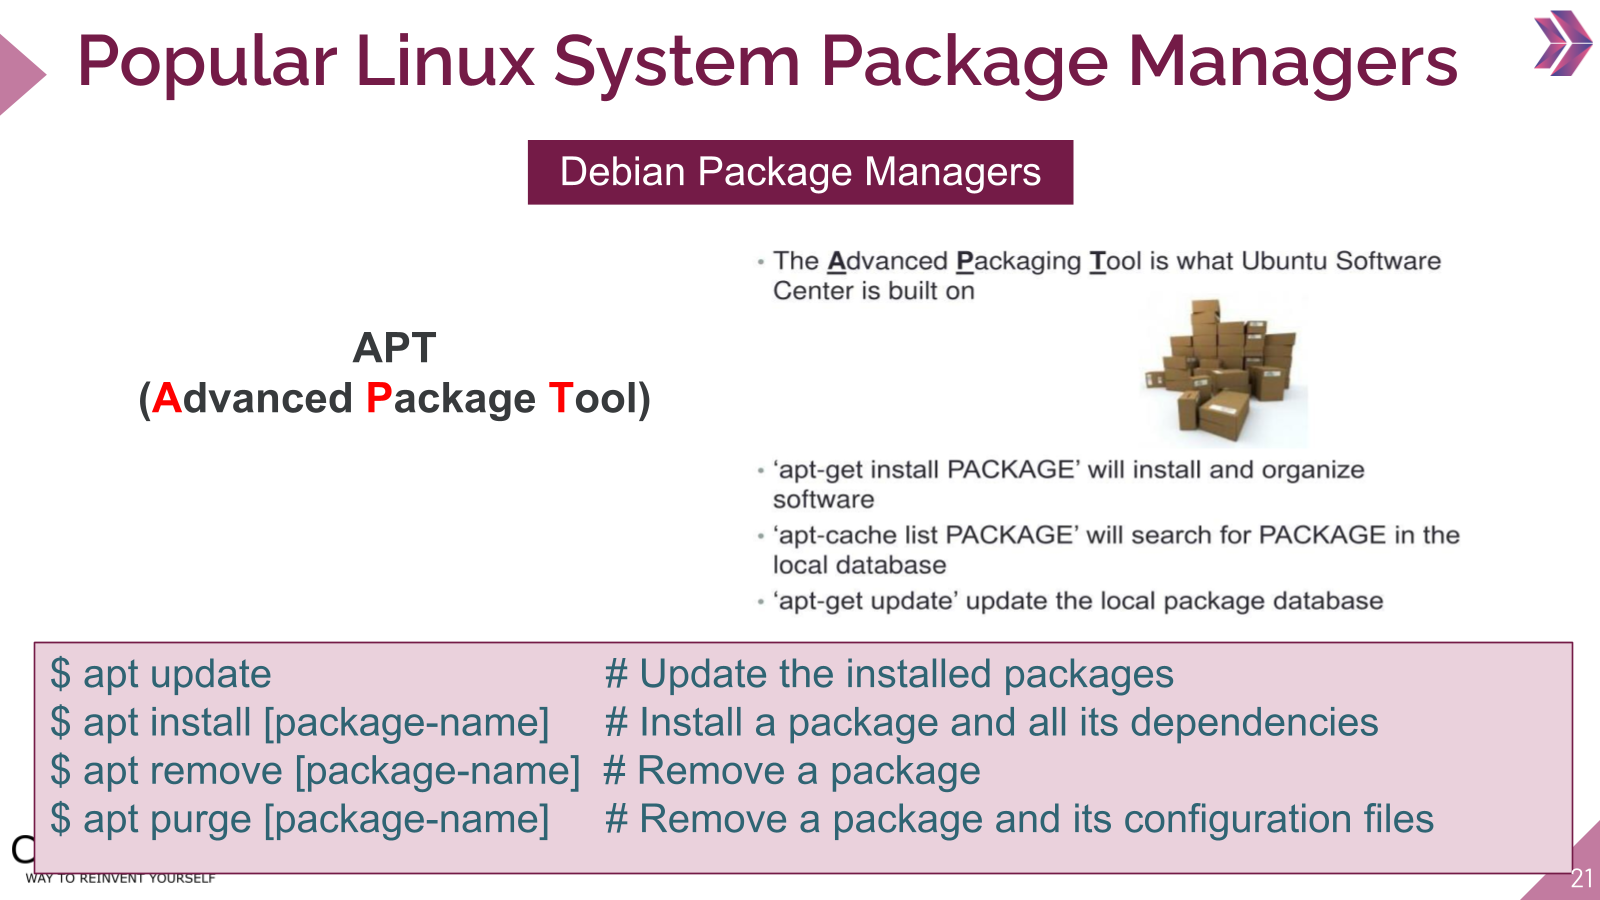 Popular Linux System Package Managers
Debian Package Managers
APT
(Advanced Package Tool)
• The Advanced Packaging Tool is what Ubuntu Software
Center is built on
• ‘apt-get install PACKAGE’ will install and organize
software
• ‘apt-cache list PACKAGE’ will search for PACKAGE in the
local database
• ‘apt-get update’ update the local package database
$ apt update # Update the installed packages
$ apt install [package-name] # Install a package and all its dependencies
$ apt remove [package-name] # Remove a package
$ apt purge [package-name] # Remove a package and its configuration files
WAY TO REINVENT YOURSELF
21